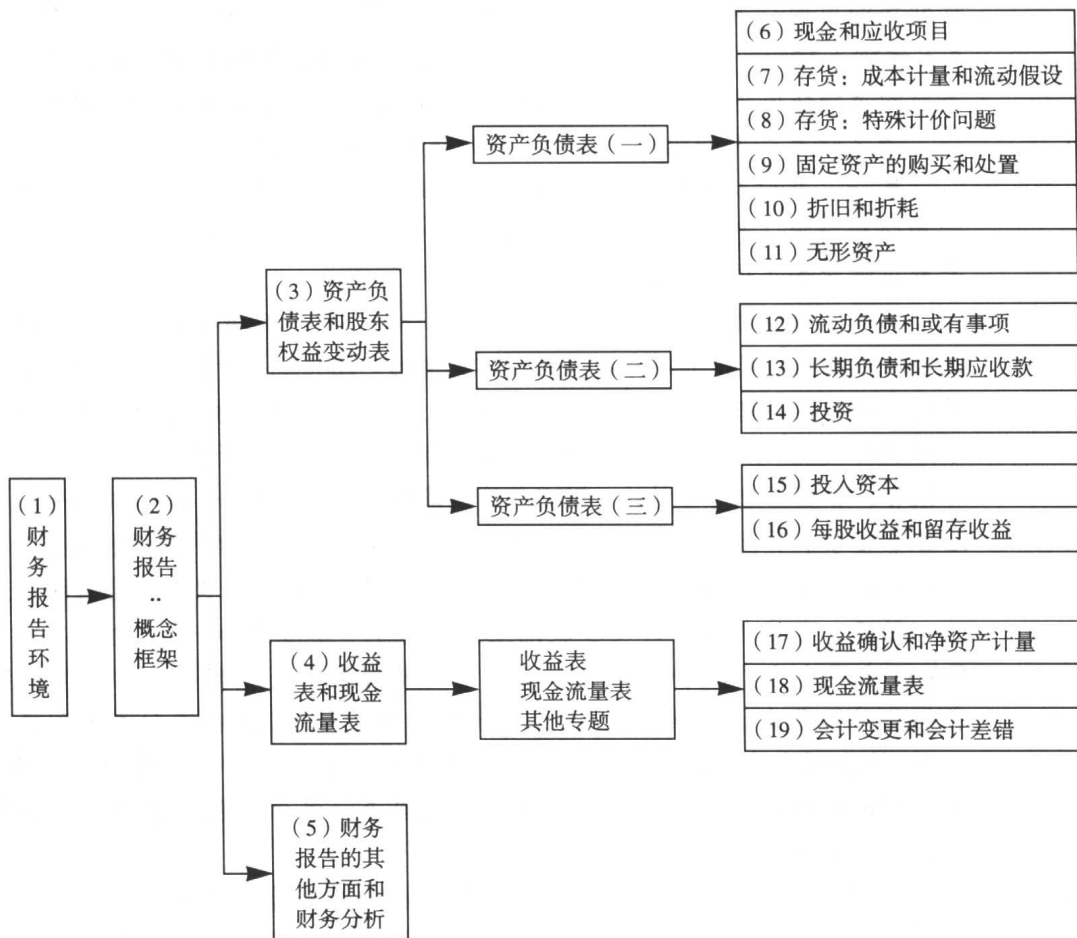 （1）
财
务
报
告
环
境
（2）
财务
报告
：
概念
框架
（3）资产负
债表和股东
权益变动表
（4）收益
表和现金
流量表
（5）财务
报告的其
他方面和
财务分析
资产负债表（一）
资产负债表（二）
资产负债表（三）
收益表
现金流量表
其他专题
（6）现金和应收项目
（7）存货：成本计量和流动假设
（8）存货：特殊计价问题
（9）固定资产的购买和处置
（10）折旧和折耗
（11）无形资产
（12）流动负债和或有事项
（13）长期负债和长期应收款
（14）投资
（15）投入资本
（16）每股收益和留存收益
（17）收益确认和净资产计量
（18）现金流量表
（19）会计变更和会计差错